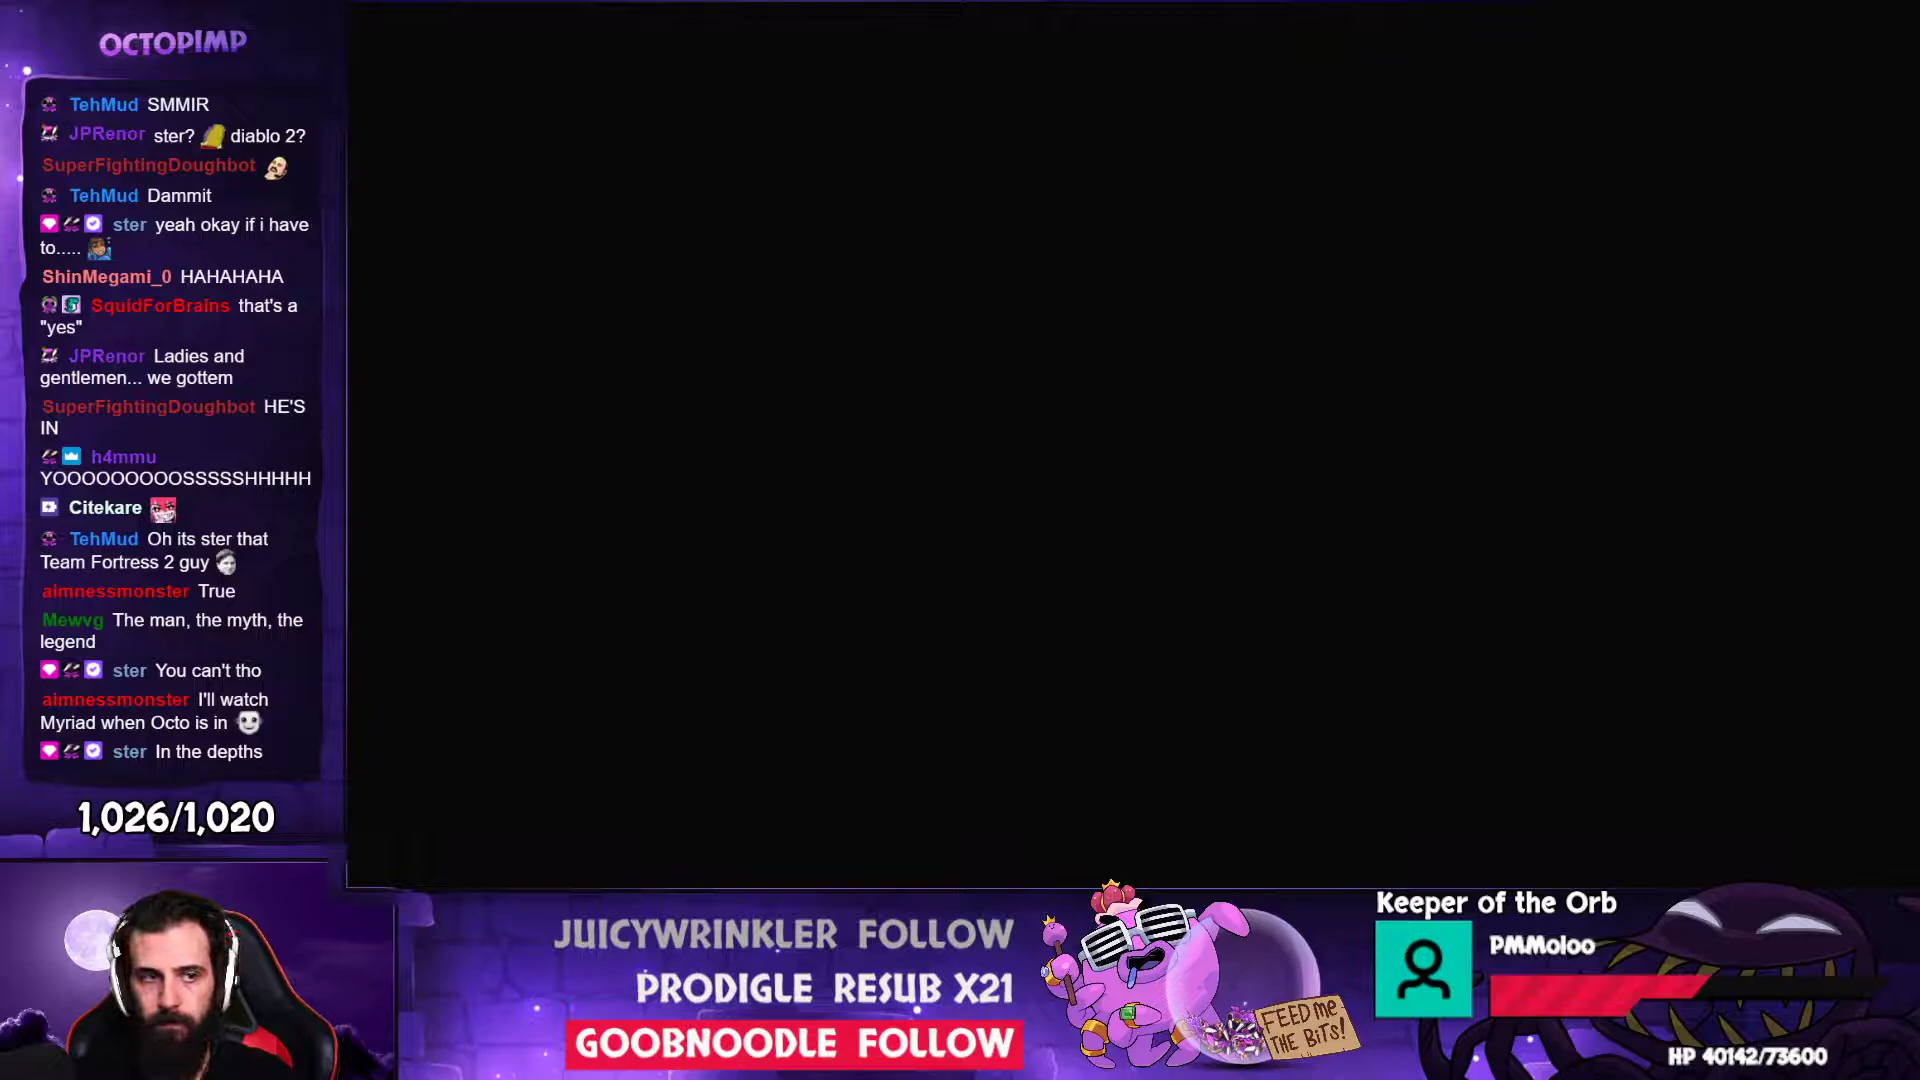 OCTOPIMP
TehMud SMMIR
JPRenor ster? diablo 2?
SuperFightingDoughbot
TehMud Dammit
ster yeah okay if i have
to.....
ShinMegami_0 HAHAHAHA
SquidForBrains that's a
"yes"
JPRenor Ladies and
gentlemen... we gottem
SuperFightingDoughbot HE'S
IN
h4mmu
YOOOOOOOOOSSSSSHHHHH
Citekare
TehMud Oh its ster that
Team Fortress 2 guy
aimnessmonster True
Mewvg The man, the myth, the
legend
ster You can't tho
aimnessmonster I'll watch
Myriad when Octo is in
ster In the depths
1,026/1,020
JUICYWRINKLER FOLLOW
PRODIGLE RESUB X21
GOOBNOODLE FOLLOW
FEED ME
THE BITS!
Keeper of the Orb
PMMoloo
HP 40142/73600